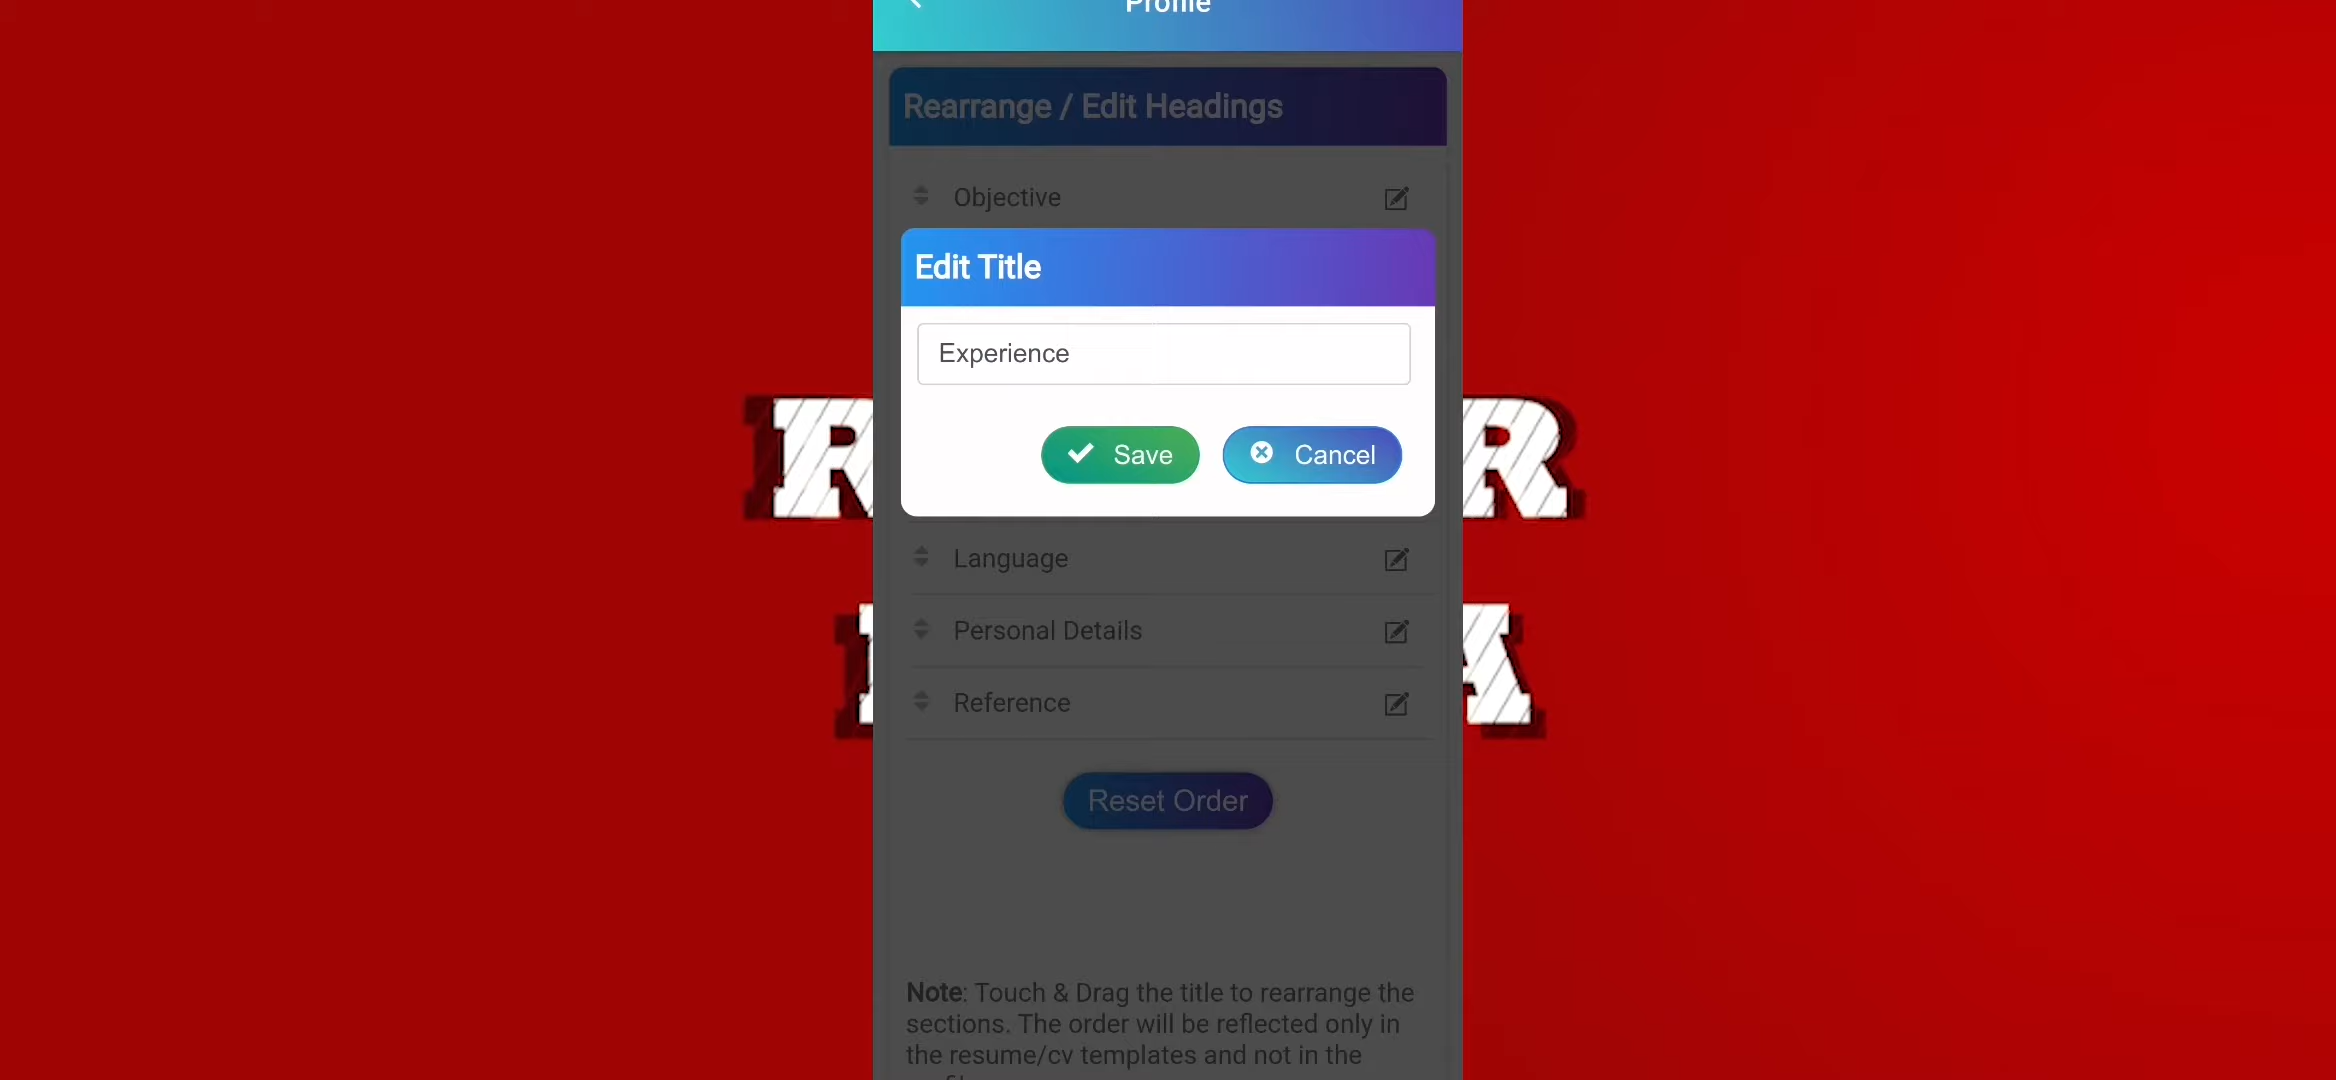 Profile
Rearrange / Edit Headings
Objective
Edit Title
Experience
Save
Cancel
R R
Language
Personal Details
A
Reference
Reset Order
Note: Touch & Drag the title to rearrange the
sections. The order will be reflected only in
the resume/cv templates and not in the